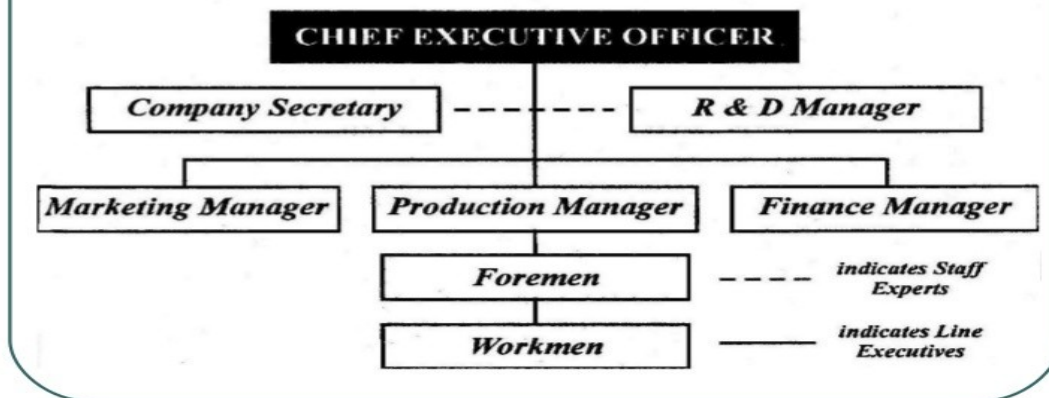 CHIEF EXECUTIVE OFFICER
Company Secretary
R & D Manager
Marketing Manager
Production Manager
Finance Manager
Foremen
indicates Staff
Experts
Workmen
indicates Line
Executives